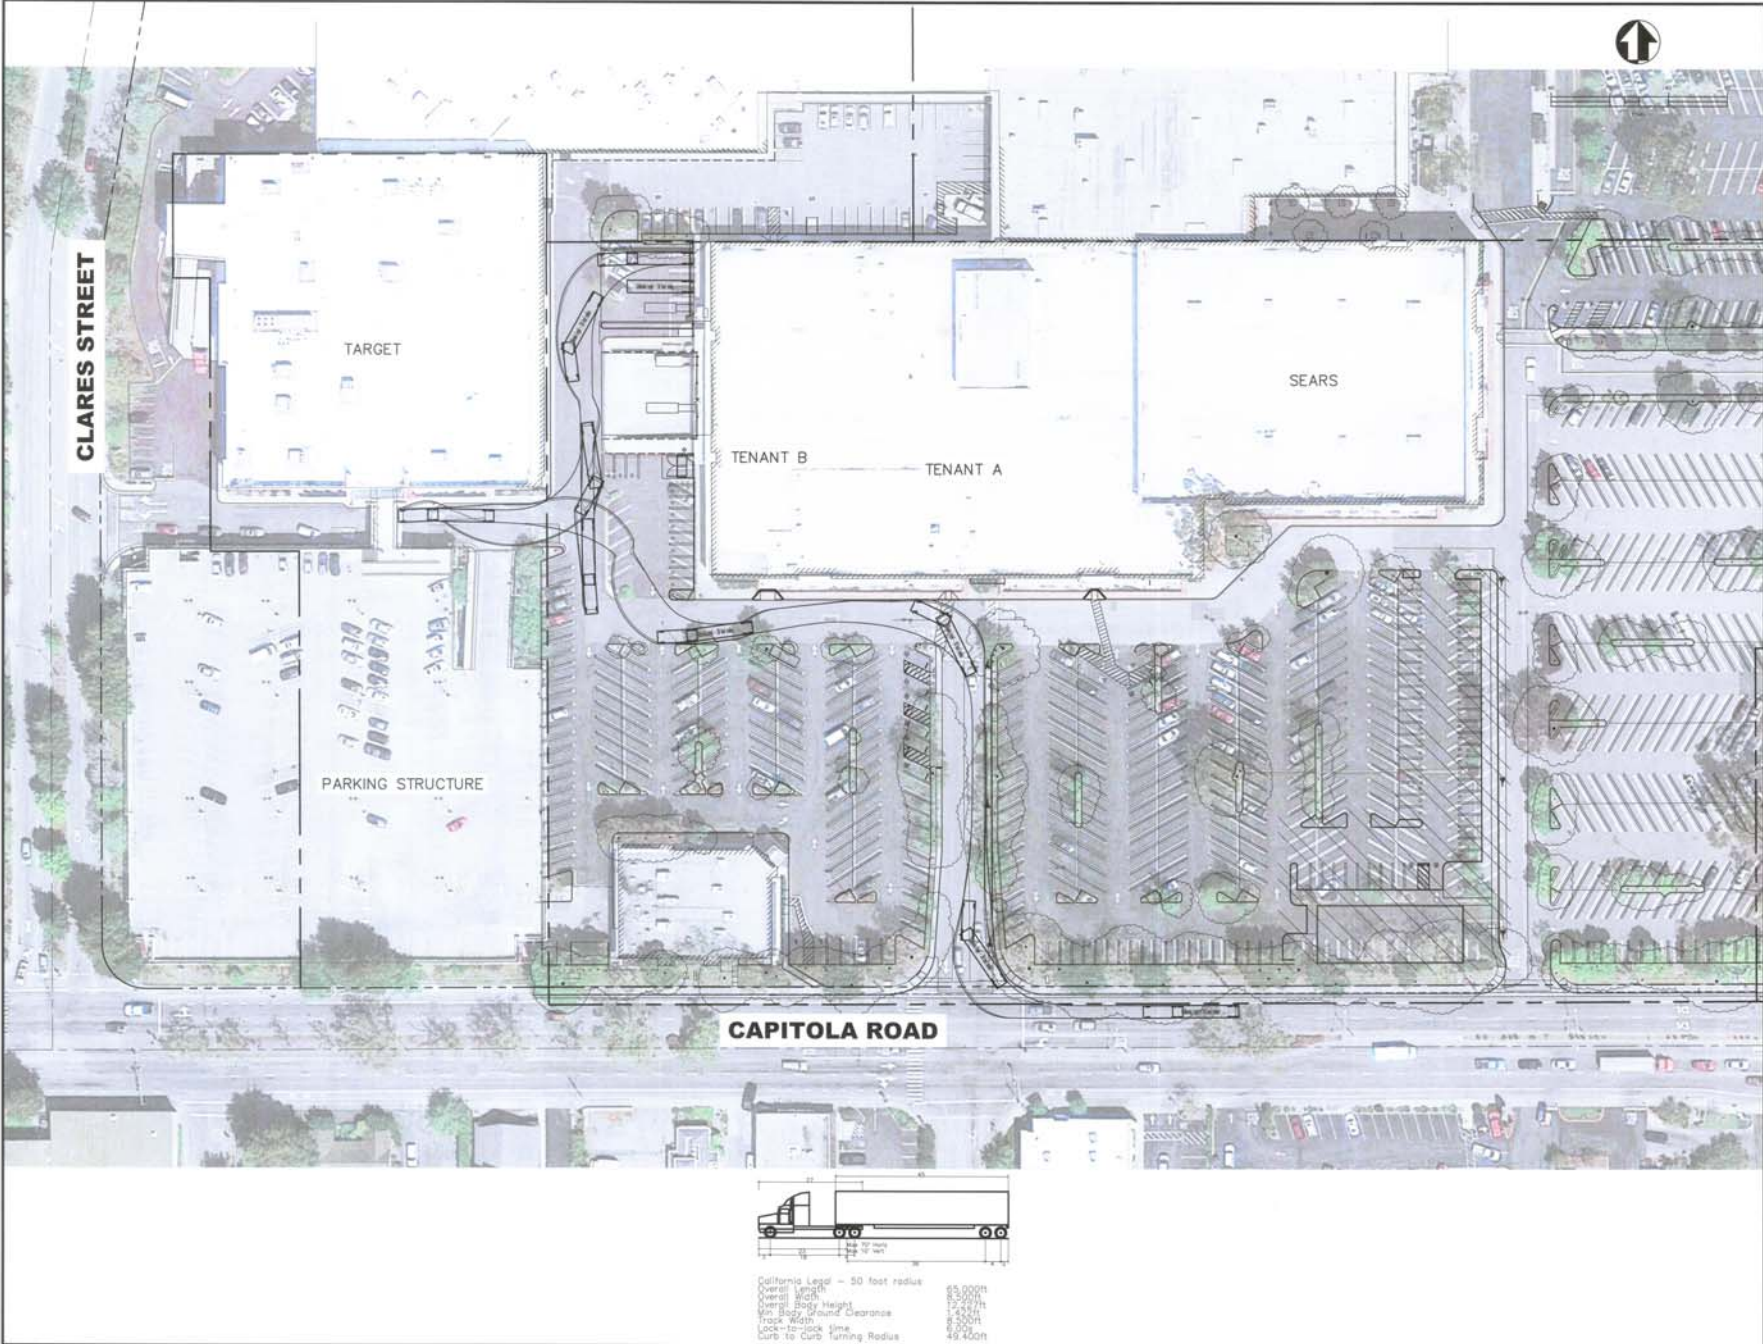 CLARES STREET
TARGET
SEARS
TENANT B
TENANT A
PARKING STRUCTURE
CAPITOLA ROAD
California Legal - 50 foot radius
Overall Length 65.000ft
Overall Width 8.500ft
Overall Body Height
Min Body Ground Clearance
Track Width 8.500ft
Lock-to-lock time 6.00s
Curb to Curb Turning Radius 49.400ft